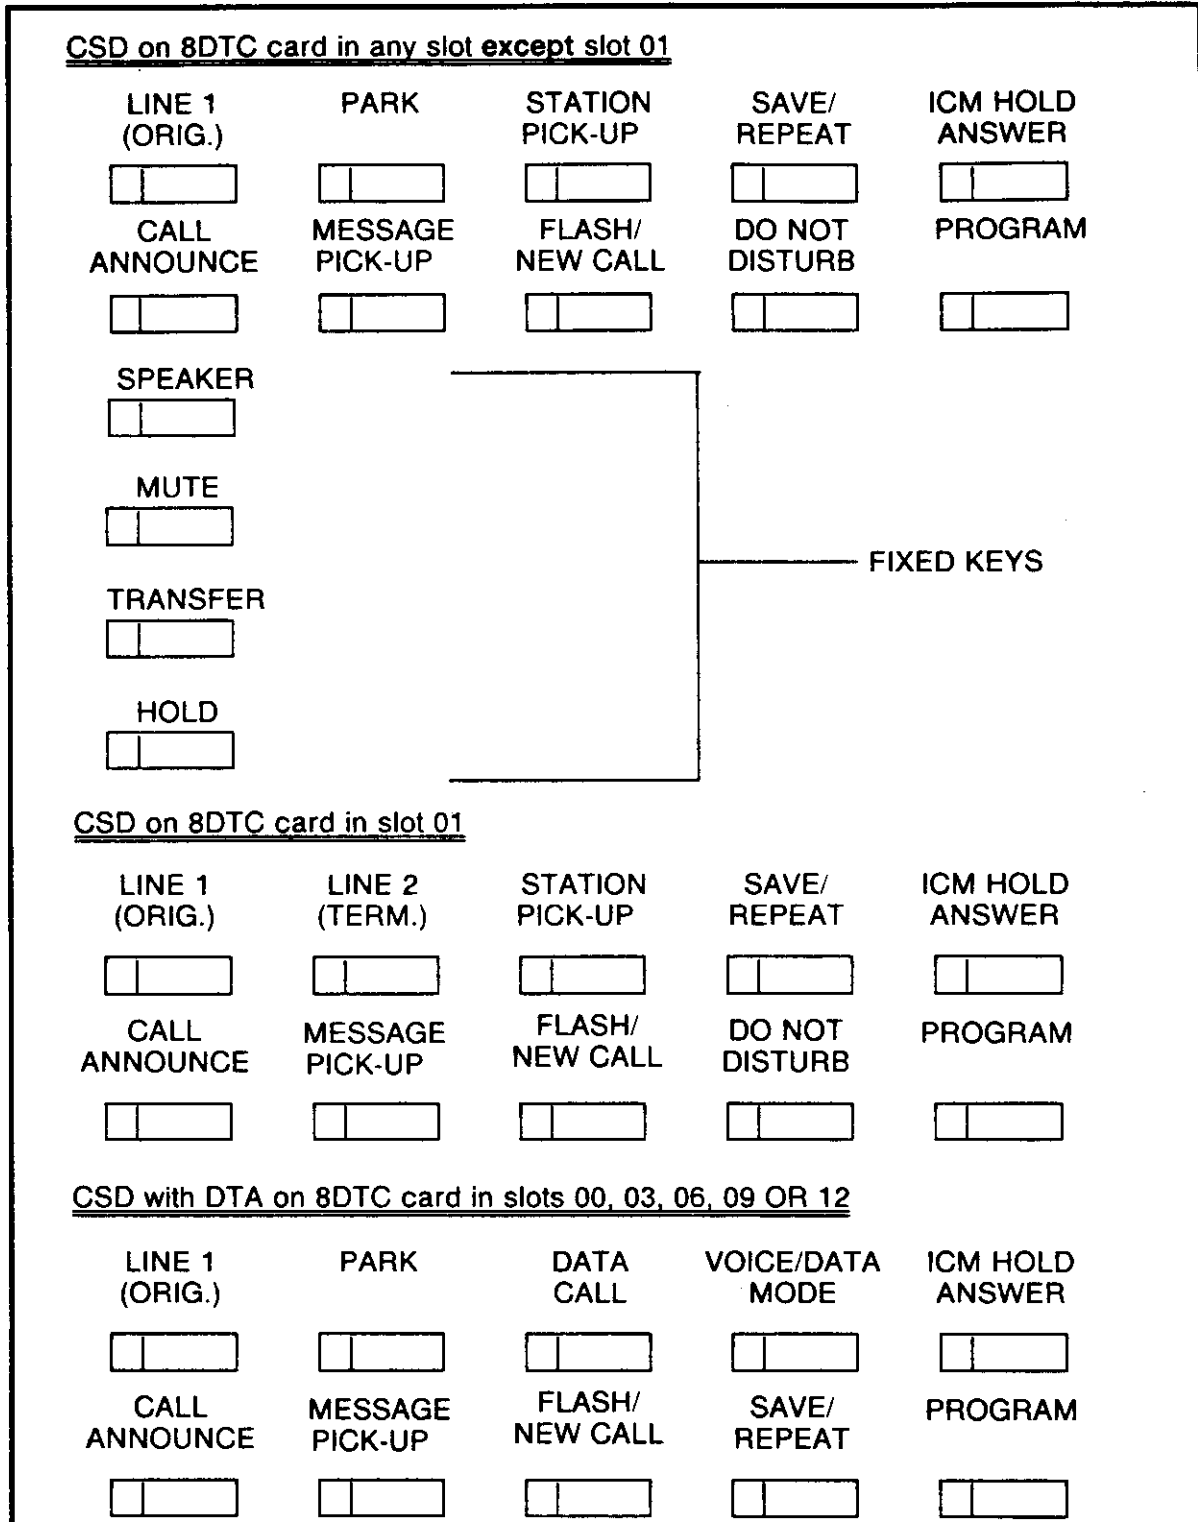 CSD on 8DTC card in any slot except slot 01
LINE 1 PARK STATION SAVE/ ICM HOLD
(ORIG.) PICK-UP REPEAT ANSWER
CALL MESSAGE FLASH/ DO NOT PROGRAM
ANNOUNCE PICK-UP NEW CALL DISTURB
SPEAKER
MUTE
FIXED KEYS
TRANSFER
HOLD
CSD on 8DTC card in slot 01
LINE 1 LINE 2 STATION SAVE/ ICM HOLD
(ORIG.) (TERM.) PICK-UP REPEAT ANSWER
CALL MESSAGE FLASH/ DO NOT PROGRAM
ANNOUNCE PICK-UP NEW CALL DISTURB
CSD with DTA on 8DTC card in slots 00, 03, 06, 09 OR 12
LINE 1 PARK DATA VOICE/DATA ICM HOLD
(ORIG.) CALL MODE ANSWER
CALL MESSAGE FLASH/ SAVE/ PROGRAM
ANNOUNCE PICK-UP NEW CALL REPEAT